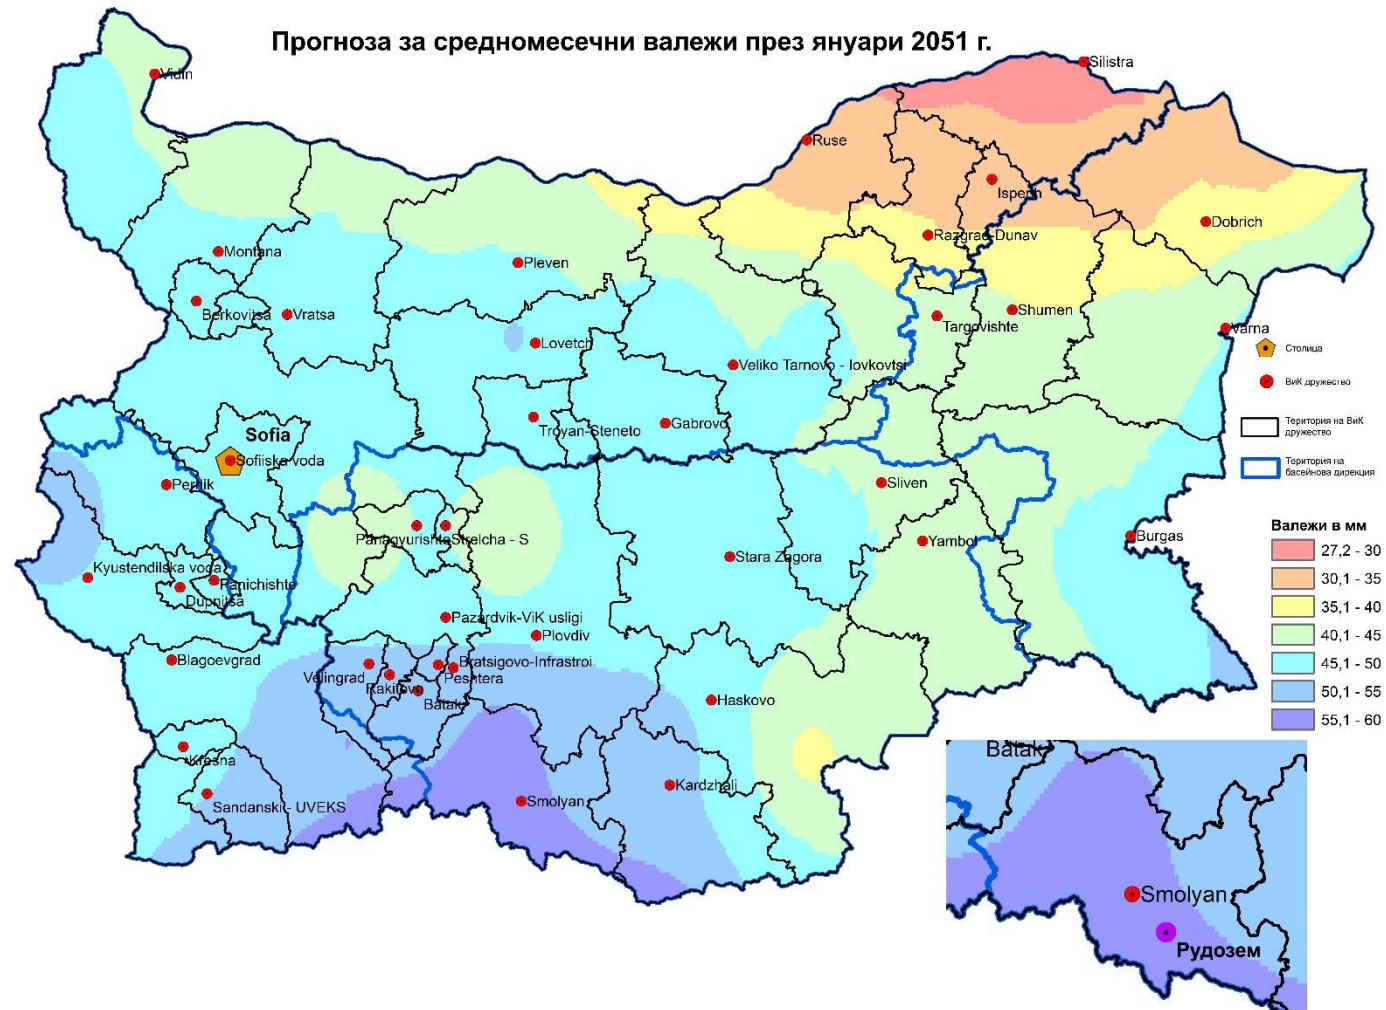 Прогноза за средномесечни валежи през януари 2051 г.
Silistra
Vidin
Ruse
Isperih
Dobrich
Razgrad-Dunav
Montana
Pleven
Berkovitsa
Vratsa
Shumen
Targovishte
Varna
Lovetch
Veliko Tarnovo - Iovkovtsi
Troyan-Steneto
Gabrovo
Sofia
Sofiiska voda
Pernik
Sliven
Panagyurishte
Strelcha - S
Yambol
Burgas
Stara Zagora
Kyustendilska voda
Panichishte
Dupnitsa
Pazardvik-ViK usligi
Plovdiv
Blagoevgrad
Velingrad
Bratsigovo-Infrastroi
Peshtera
Rakitovo
Batak
Haskovo
Kresna
Kardzhali
Sandanski- UVEKS
Smolyan
Столица
ВиК дружество
Територия на ВиК
дружество
Територия на
басейнова дирекция
Валежи в мм
27,2 - 30
30,1 - 35
35,1 - 40
40,1 - 45
45,1 - 50
50,1 - 55
55,1 - 60
Batak
Smolyan
Рудозем